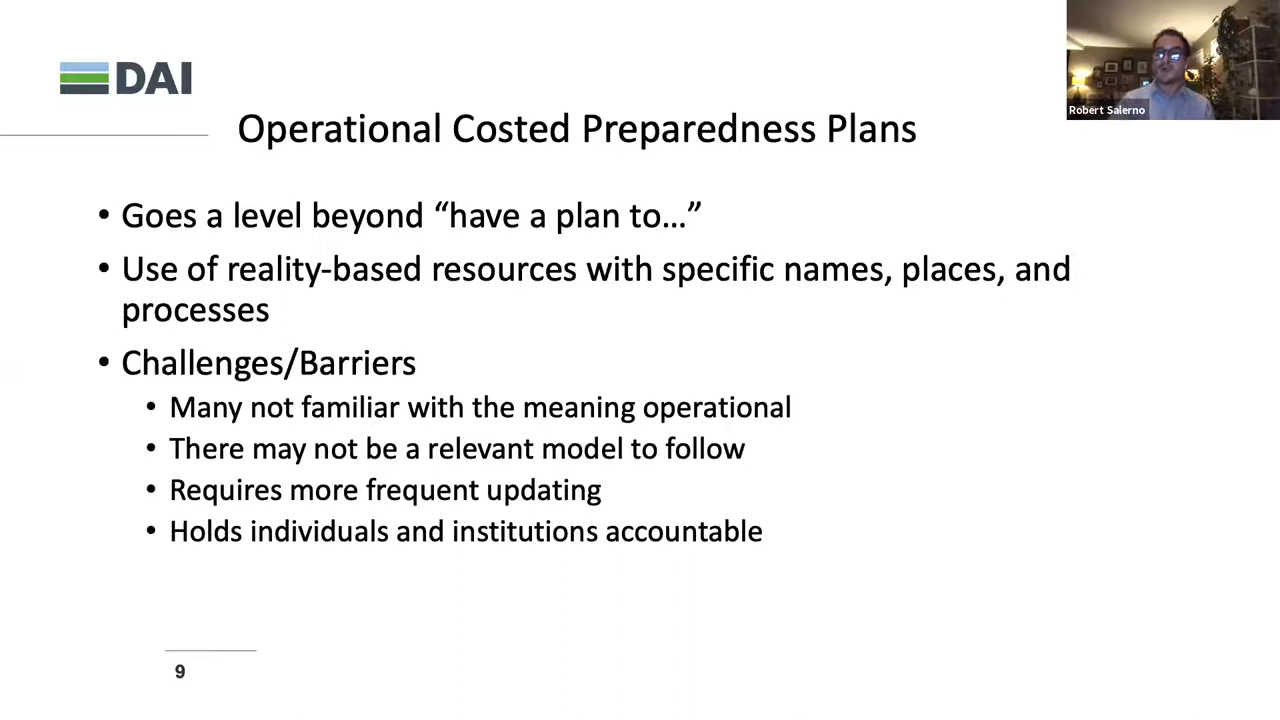 DAI
Robert Salerno
Operational Costed Preparedness Plans
• Goes a level beyond “have a plan to…”
• Use of reality-based resources with specific names, places, and
processes
• Challenges/Barriers
• Many not familiar with the meaning operational
• There may not be a relevant model to follow
• Requires more frequent updating
• Holds individuals and institutions accountable
9